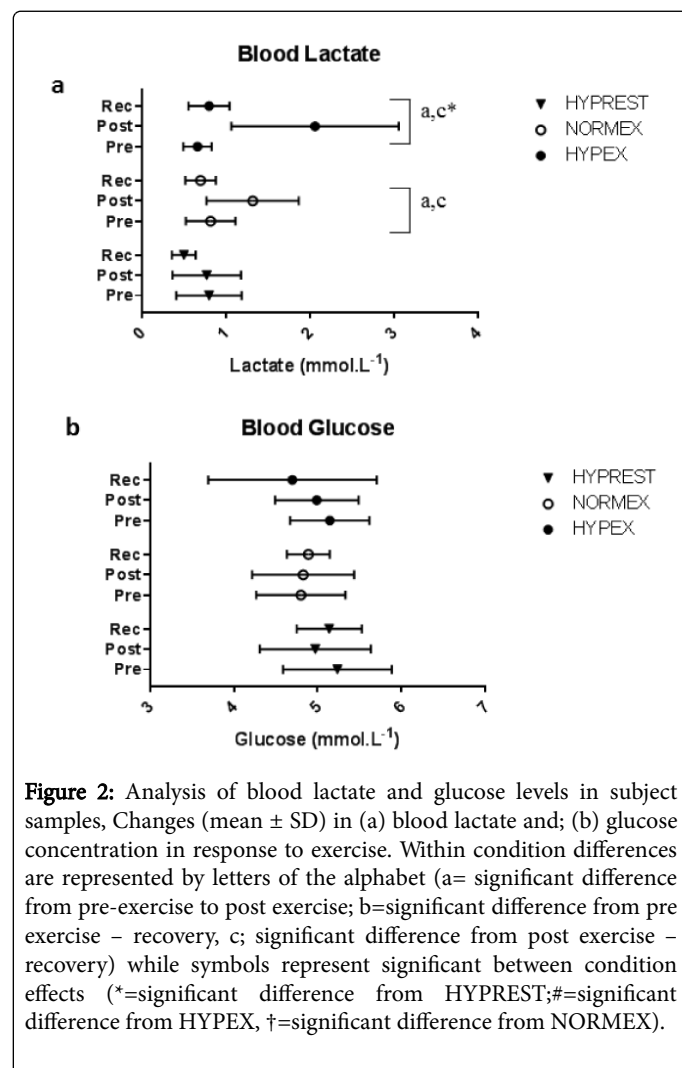 Blood Lactate
a
Rec
Post
Pre
Rec
Post
Pre
Rec
Post
Pre
a,c*
a,c
▼ HYPREST
○ NORMEX
● HYPEX
0 1 2 3 4
Lactate (mmol.L⁻¹)
b
Blood Glucose
Rec
Post
Pre
Rec
Post
Pre
Rec
Post
Pre
▼ HYPREST
○ NORMEX
● HYPEX
3 4 5 6 7
Glucose (mmol.L⁻¹)
Figure 2: Analysis of blood lactate and glucose levels in subject
samples, Changes (mean ± SD) in (a) blood lactate and; (b) glucose
concentration in response to exercise. Within condition differences
are represented by letters of the alphabet (a= significant difference
from pre-exercise to post exercise; b=significant difference from pre
exercise – recovery, c; significant difference from post exercise –
recovery) while symbols represent significant between condition
effects (*=significant difference from HYPREST;#=significant
difference from HYPEX, †=significant difference from NORMEX).